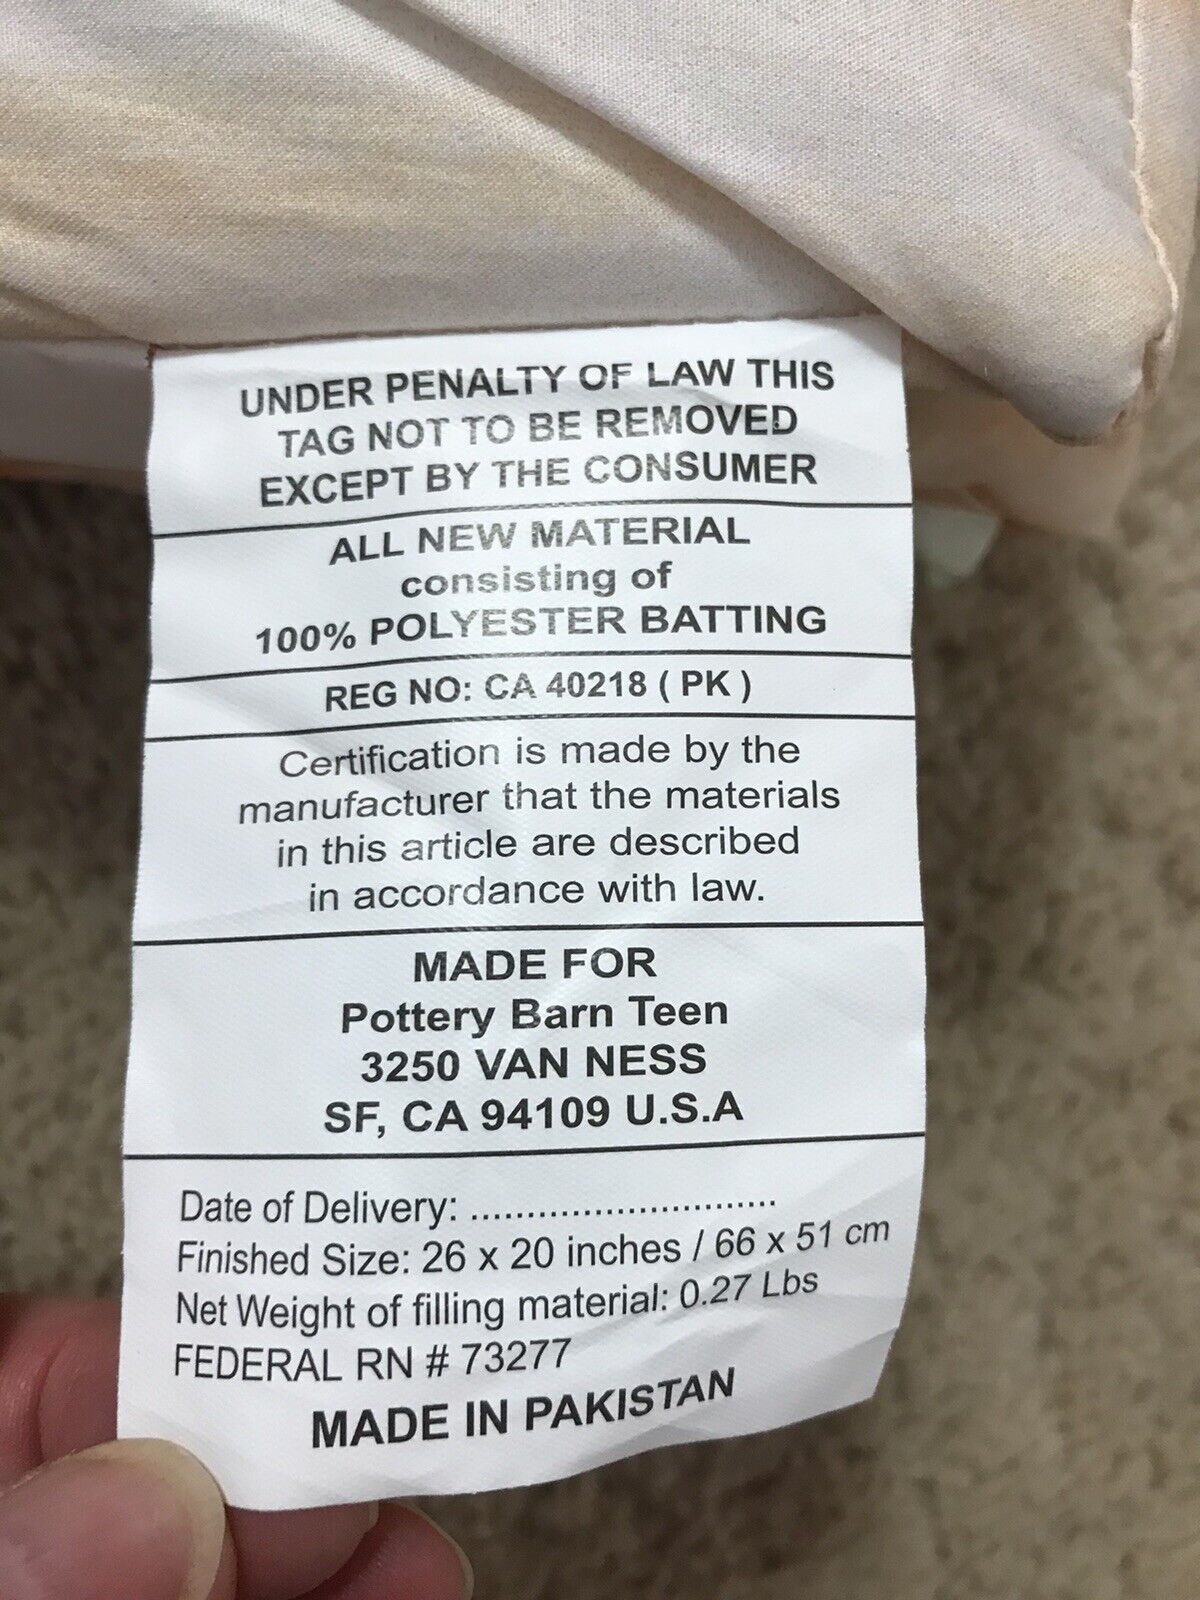 UNDER PENALTY OF LAW THIS
TAG NOT TO BE REMOVED
EXCEPT BY THE CONSUMER
ALL NEW MATERIAL
consisting of
100% POLYESTER BATTING
REG NO: CA 40218 ( PK )
Certification is made by the
manufacturer that the materials
in this article are described
in accordance with law.
MADE FOR
Pottery Barn Teen
3250 VAN NESS
SF, CA 94109 U.S.A
Date of Delivery: ............................
Finished Size: 26 x 20 inches / 66 x 51 cm
Net Weight of filling material: 0.27 Lbs
FEDERAL RN # 73277
MADE IN PAKISTAN